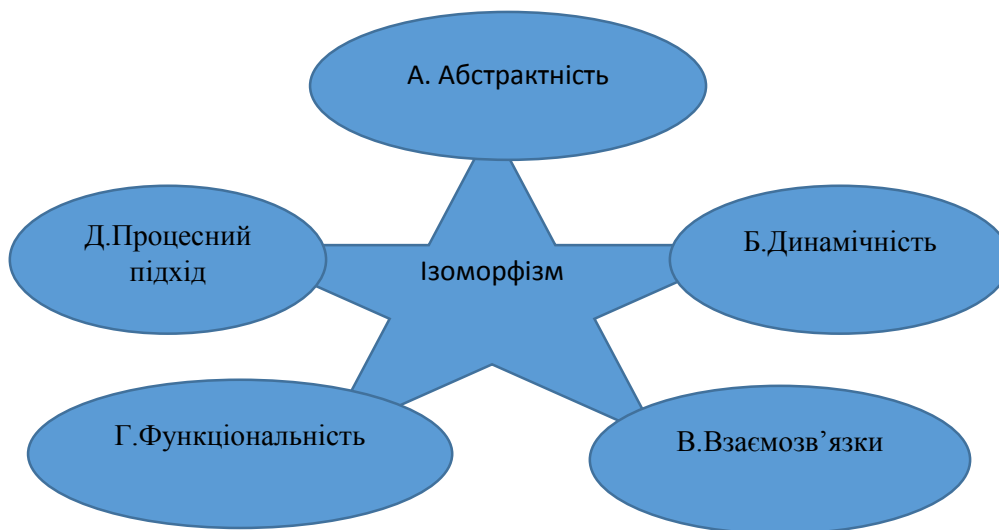 А. Абстрактність
Д.Процесний
підхід
Ізоморфізм
Б.Динамічність
Г.Функціональність
В.Взаємозв’язки